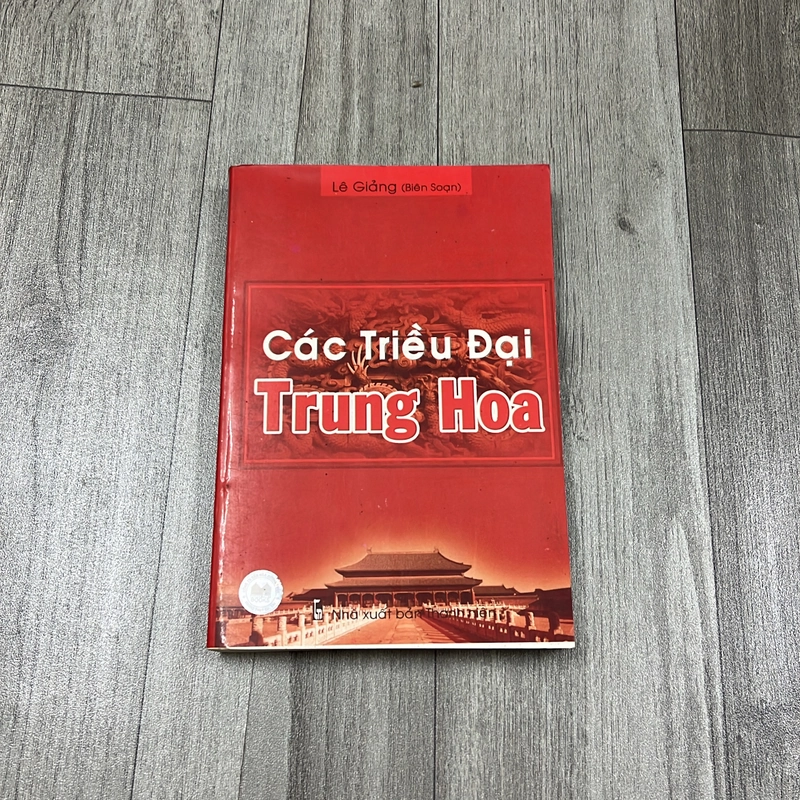 Lê Giảng (Biên Soạn)
Các Triều Đại
Trung Hoa
Nhà xuất bản Thanh niên